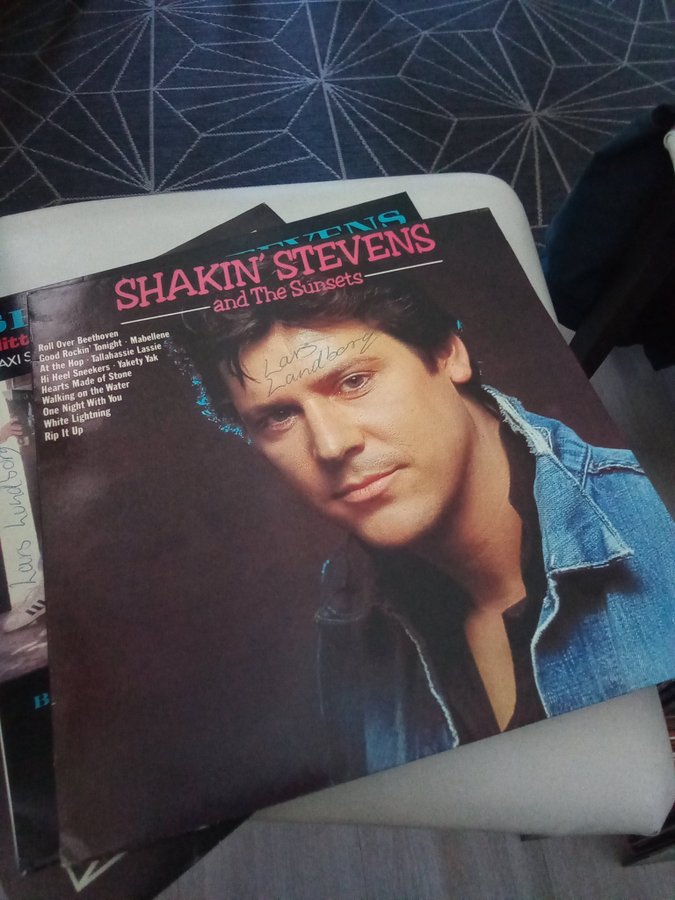 STEVENS
SHAKIN' STEVENS
and The Sunsets
Roll Over Beethoven
Good Rockin' Tonight · Mabellene
At the Hop · Tallahassie Lassie
Hi Heel Sneekers · Yakety Yak
Hearts Made of Stone
Walking on the Water
One Night With You
White Lightning
Rip It Up
Lars
Lundborg
Lars Lundborg